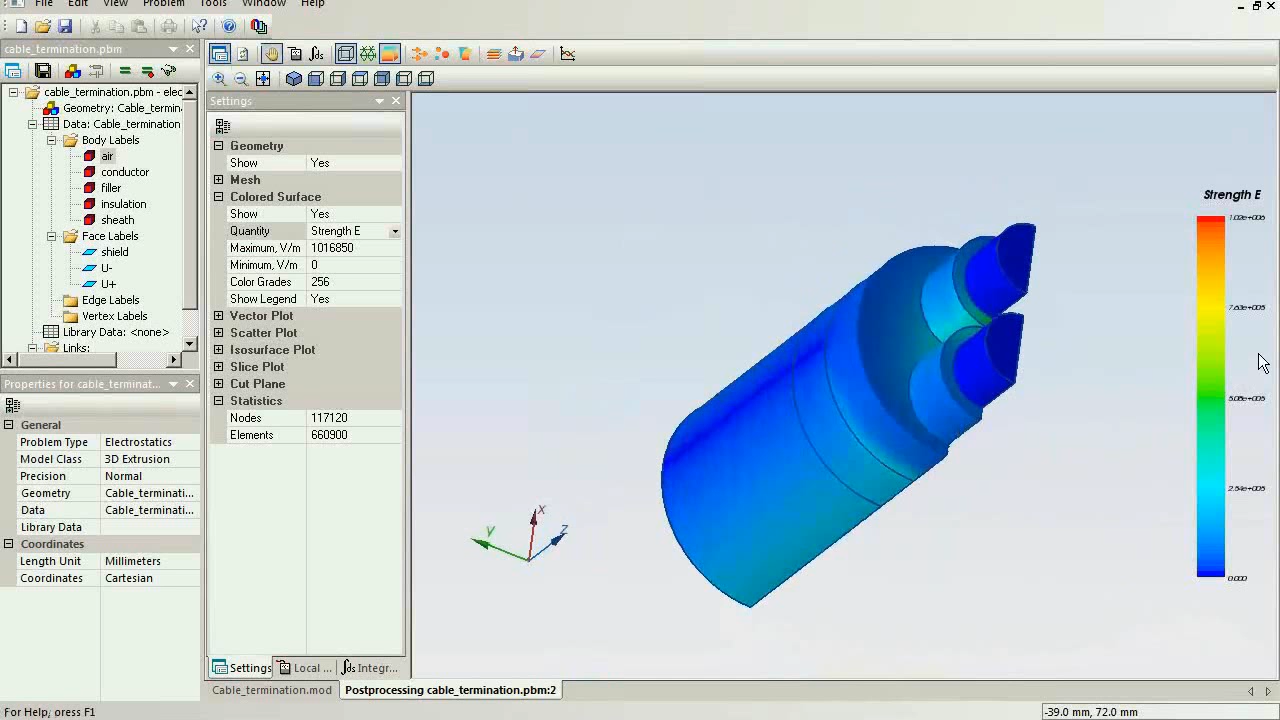 File Edit View Problem Tools Window Help
cable_termination.pbm
cable_termination.pbm - elec
Geometry: Cable_termin
Data: Cable_termination
Body Labels
air
conductor
filler
insulation
sheath
Face Labels
shield
U-
U+
Edge Labels
Vertex Labels
Library Data: <none>
Links:
Properties for cable_terminat...
General
Problem Type Electrostatics
Model Class 3D Extrusion
Precision Normal
Geometry Cable_terminati...
Data Cable_terminati...
Library Data
Coordinates
Length Unit Millimeters
Coordinates Cartesian
Settings
Geometry
Show Yes
Mesh
Colored Surface
Show Yes
Quantity Strength E
Maximum, V/m 1016850
Minimum, V/m 0
Color Grades 256
Show Legend Yes
Vector Plot
Scatter Plot
Isosurface Plot
Slice Plot
Cut Plane
Statistics
Nodes 117120
Elements 660900
Settings Local ... Integr...
x
y
z
Strength E
0.000
Cable_termination.mod Postprocessing cable_termination.pbm:2
For Help, press F1
-39.0 mm, 72.0 mm